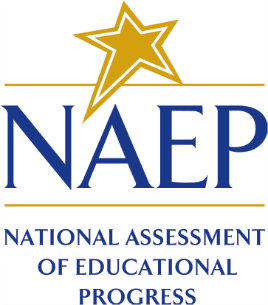 NAEP
NATIONAL ASSESSMENT
OF EDUCATIONAL
PROGRESS